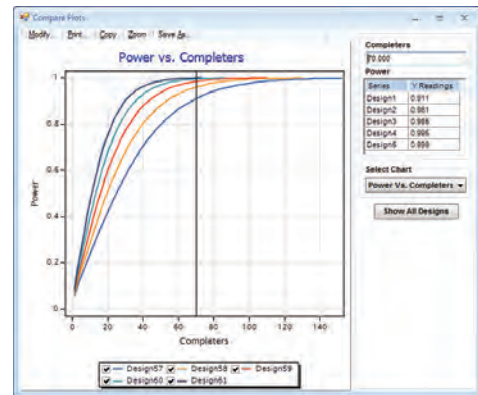 Compare Plots
Modify... Print... Copy Zoom Save As...
Power vs. Completers
Power
1
0.8
0.6
0.4
0.2
0
0 20 40 60 80 100 120 140
Completers
Design57 Design58 Design59
Design60 Design61
Completers
70.000
Power
Series Y Readings
Design1 0.911
Design2 0.961
Design3 0.986
Design4 0.995
Design5 0.999
Select Chart
Power Vs. Completers
Show All Designs